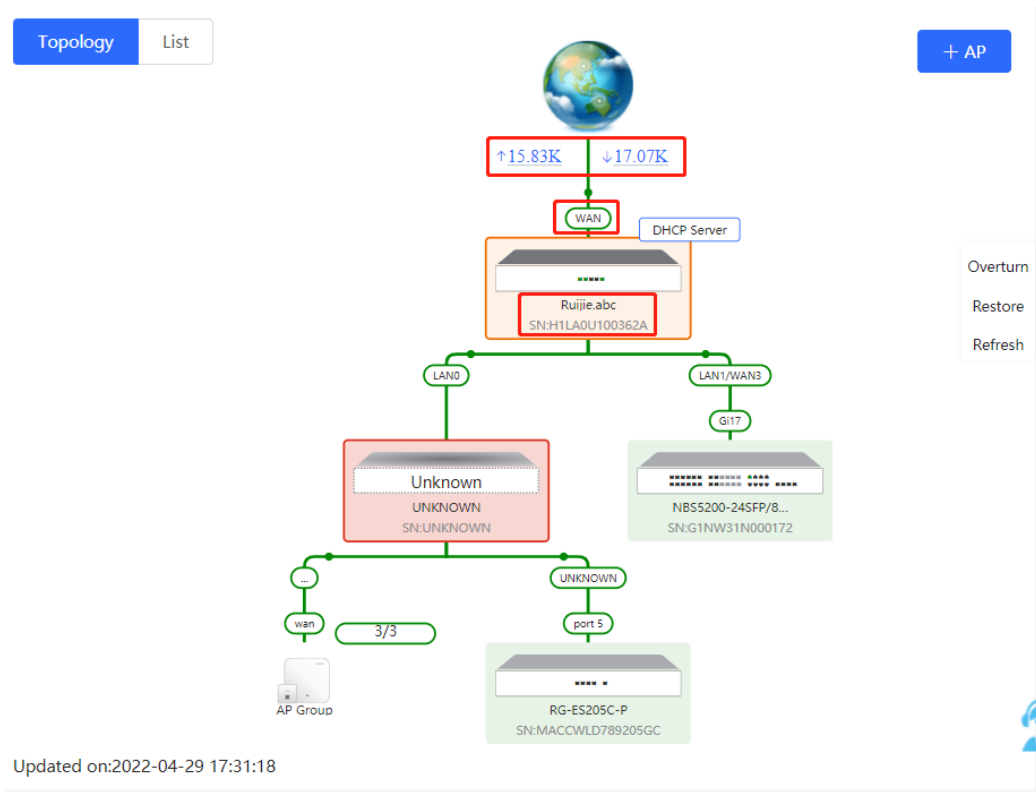 Topology
List
+ AP
↑15.83K
↓17.07K
WAN
DHCP Server
Ruijie.abc
SN:H1LA0U100362A
Overturn
Restore
Refresh
LAN0
LAN1/WAN3
Gi17
Unknown
UNKNOWN
SN:UNKNOWN
NBS5200-24SFP/8...
SN:G1NW31N000172
...
UNKNOWN
wan
3/3
port 5
AP Group
RG-ES205C-P
SN:MACCWLD789205GC
Updated on:2022-04-29 17:31:18